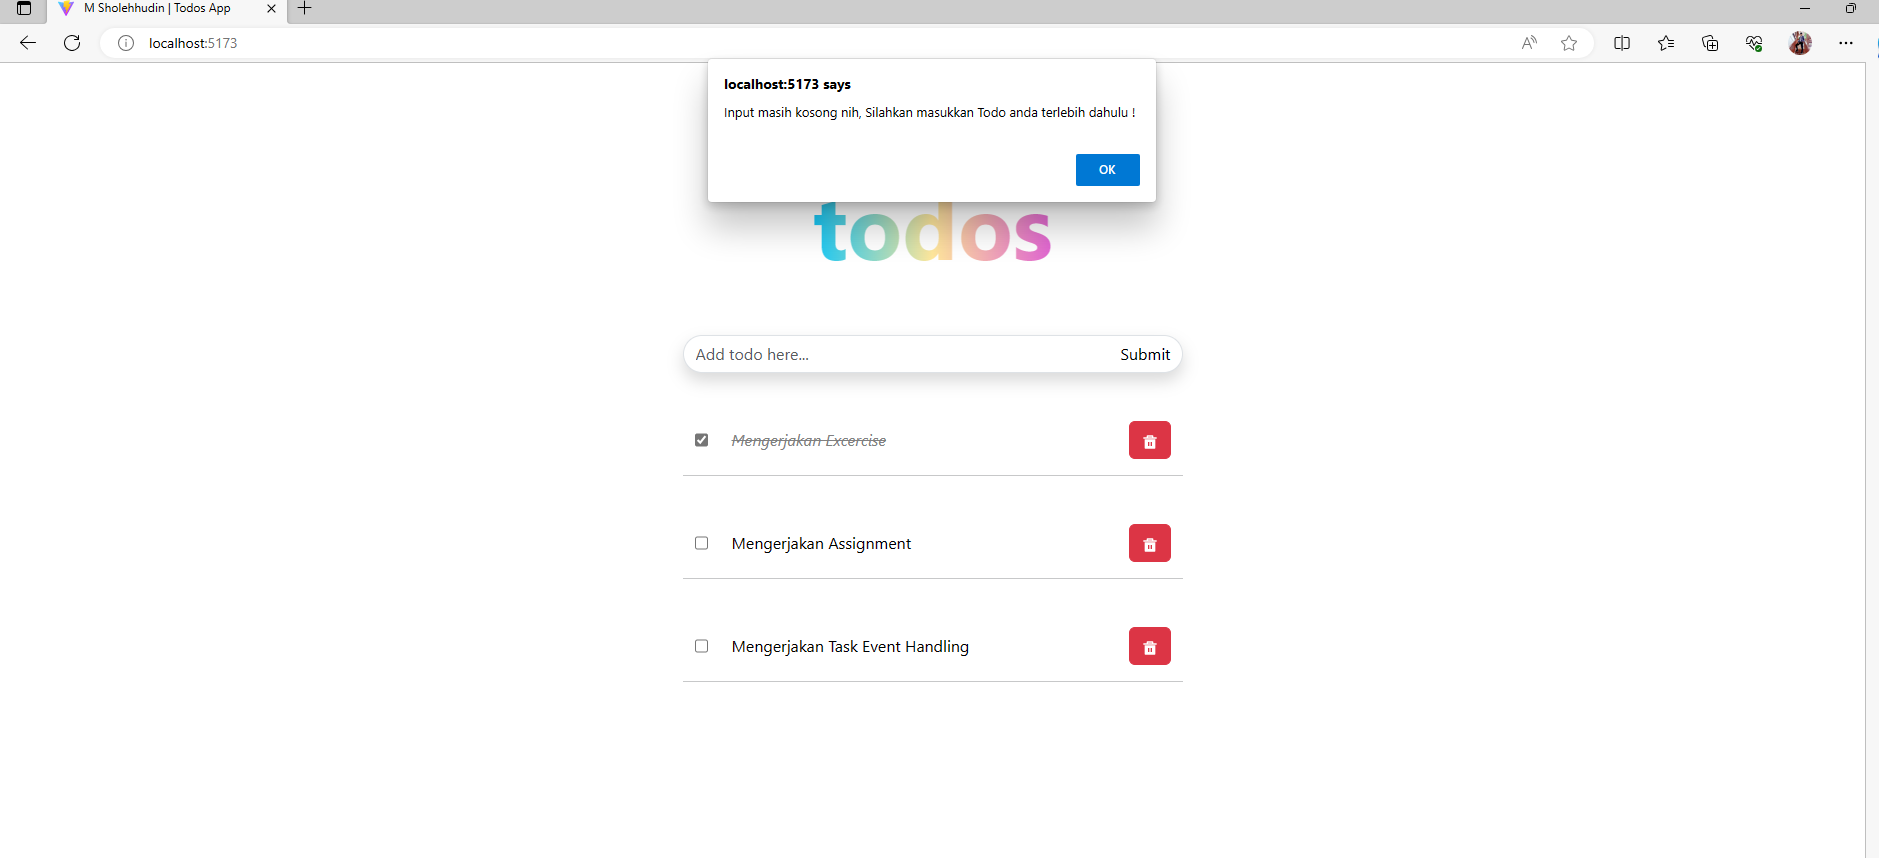 M Sholehhudin | Todos App
localhost:5173
localhost:5173 says
Input masih kosong nih, Silahkan masukkan Todo anda terlebih dahulu !
OK
todos
Add todo here...
Submit
Mengerjakan Excercise
Mengerjakan Assignment
Mengerjakan Task Event Handling